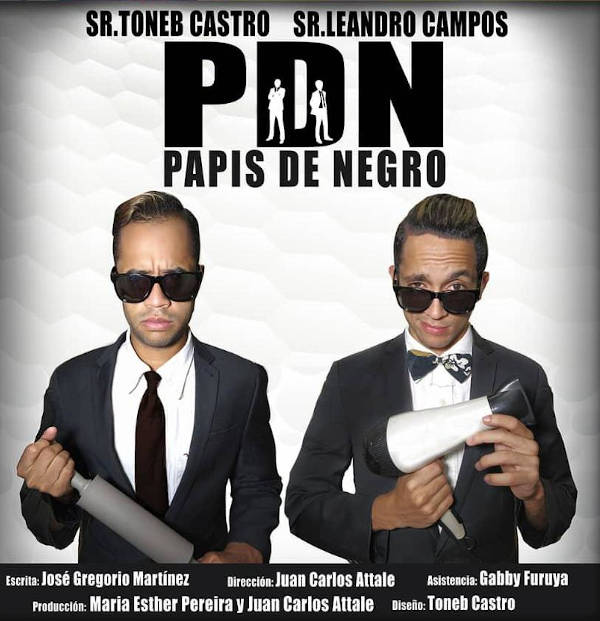 SR.TONEB CASTRO SR.LEANDRO CAMPOS
PDN
PAPIS DE NEGRO
Escrita: José Gregorio Martínez Dirección: Juan Carlos Attale Asistencia: Gabby Furuya
Producción: Maria Esther Pereira y Juan Carlos Attale Diseño: Toneb Castro